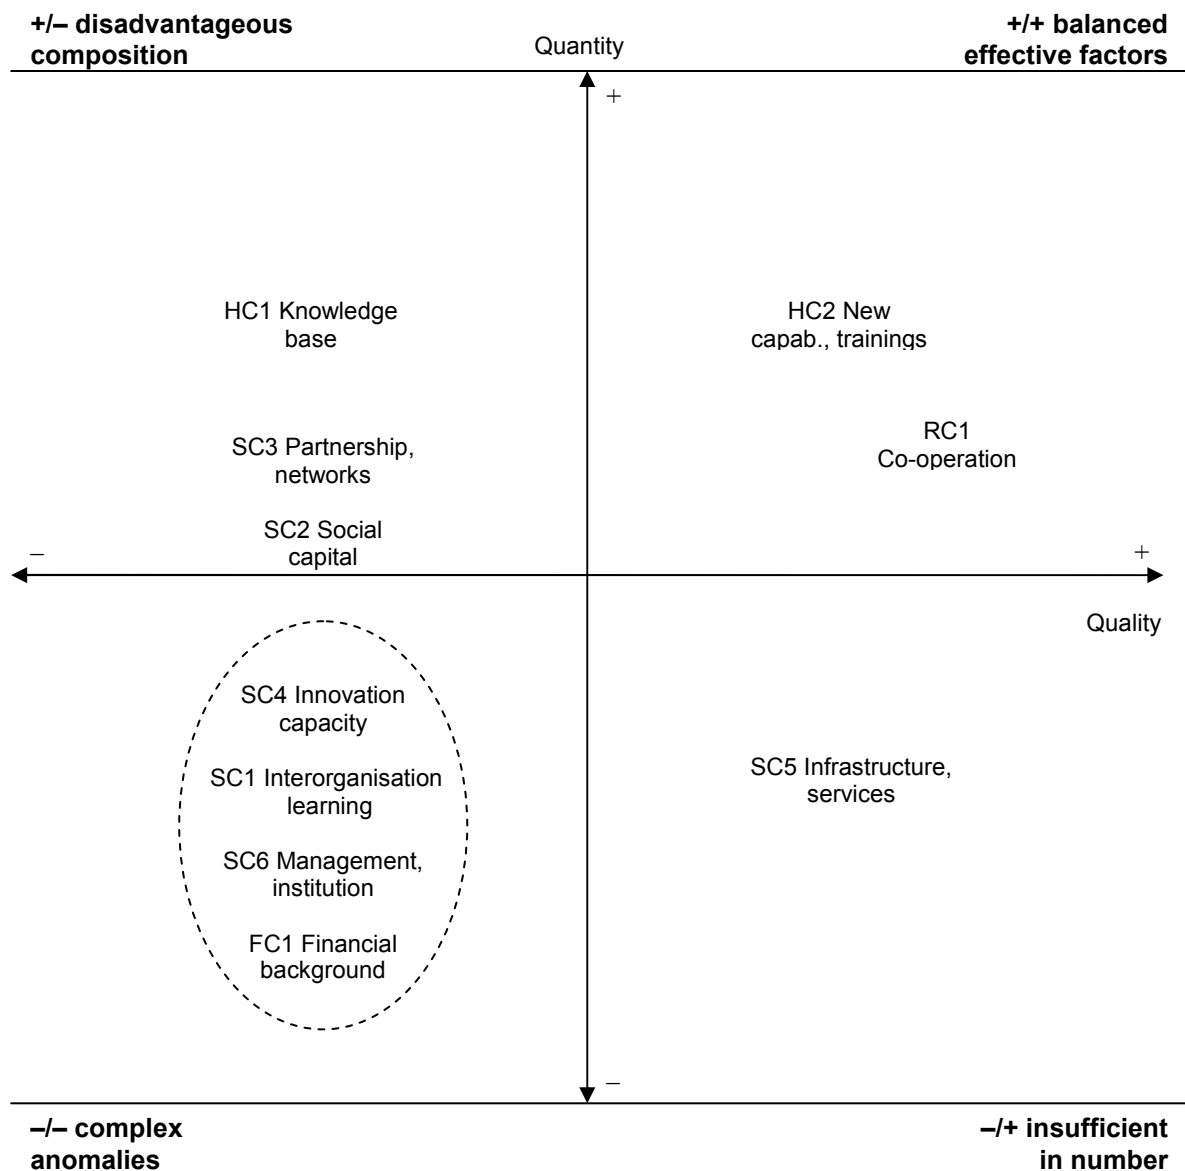 +/– disadvantageous
composition
Quantity
+/+ balanced
effective factors
+
HC1 Knowledge
base
HC2 New
capab., trainings
SC3 Partnership,
networks
RC1
Co-operation
SC2 Social
capital
–
+
Quality
SC4 Innovation
capacity
SC1 Interorganisation
learning
SC5 Infrastructure,
services
SC6 Management,
institution
FC1 Financial
background
–
–/– complex
anomalies
–/+ insufficient
in number